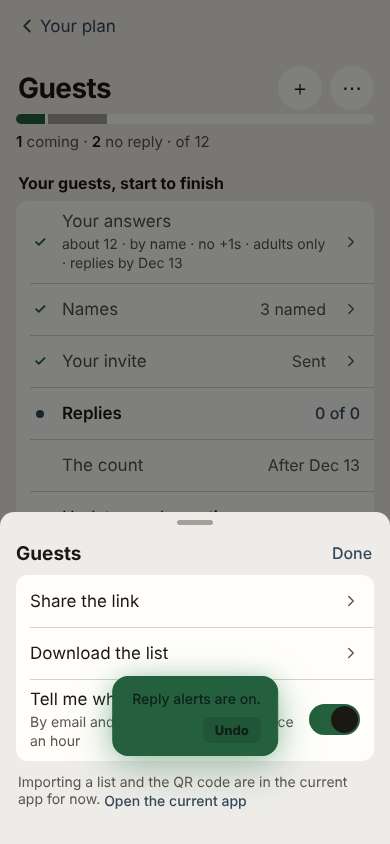 Your plan
Guests
1 coming · 2 no reply · of 12
Your guests, start to finish
Your answers
about 12 · by name · no +1s · adults only
· replies by Dec 13
Names 3 named
Your invite Sent
Replies 0 of 0
The count After Dec 13
Guests Done
Share the link
Download the list
Tell me
Reply alerts are on.
By email
an hour
Undo
Importing a list and the QR code are in the current
app for now. Open the current app